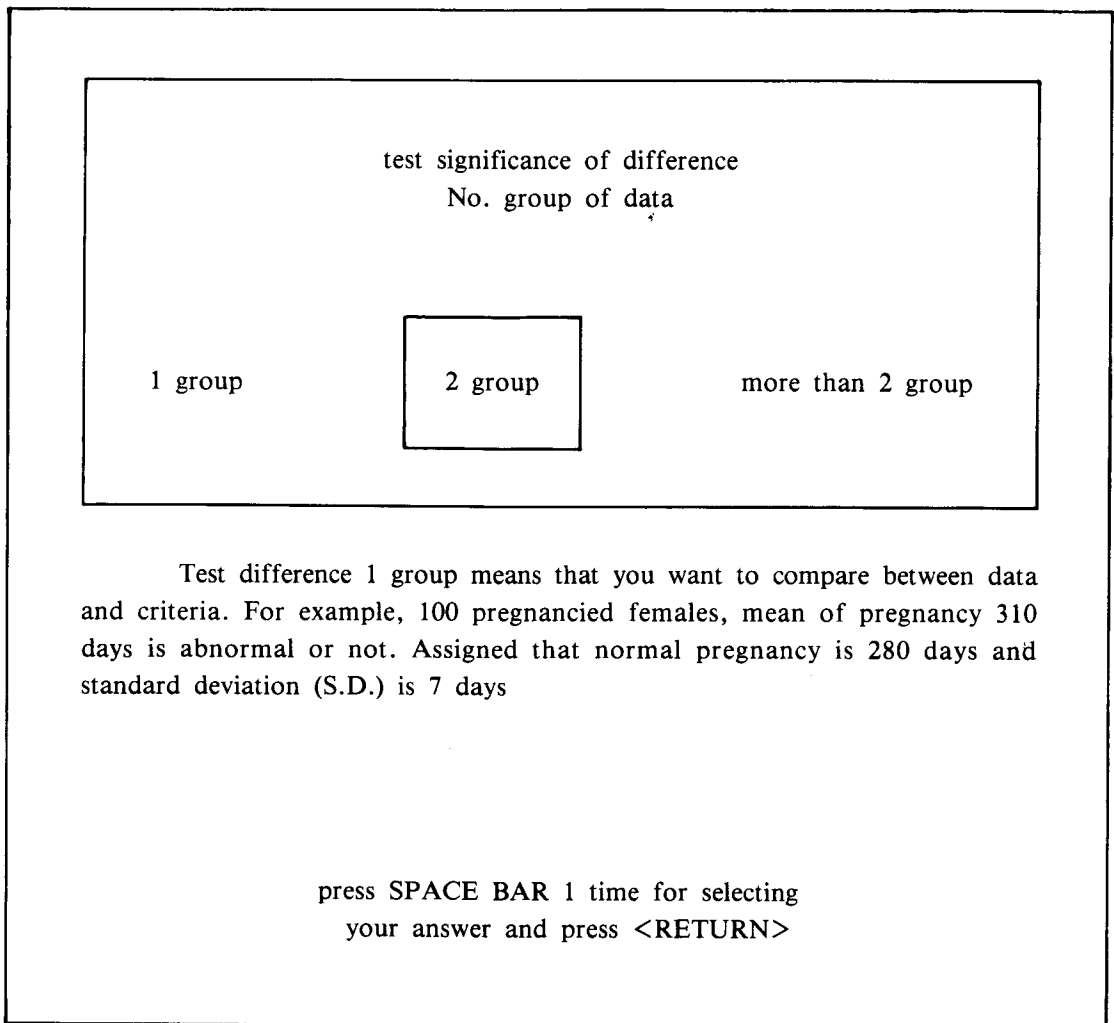 test significance of difference
No. group of data
1 group 2 group more than 2 group
Test difference 1 group means that you want to compare between data
and criteria. For example, 100 pregnancied females, mean of pregnancy 310
days is abnormal or not. Assigned that normal pregnancy is 280 days and
standard deviation (S.D.) is 7 days
press SPACE BAR 1 time for selecting
your answer and press <RETURN>